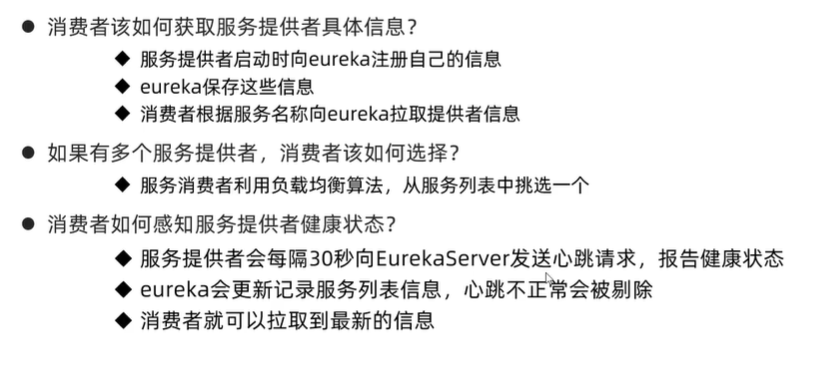 ● 消费者该如何获取服务提供者具体信息？
◆ 服务提供者启动时向eureka注册自己的信息
◆ eureka保存这些信息
◆ 消费者根据服务名称向eureka拉取提供者信息
● 如果有多个服务提供者，消费者该如何选择？
◆ 服务消费者利用负载均衡算法，从服务列表中挑选一个
● 消费者如何感知服务提供者健康状态？
◆ 服务提供者会每隔30秒向EurekaServer发送心跳请求，报告健康状态
◆ eureka会更新记录服务列表信息，心跳不正常会被剔除
◆ 消费者就可以拉取到最新的信息